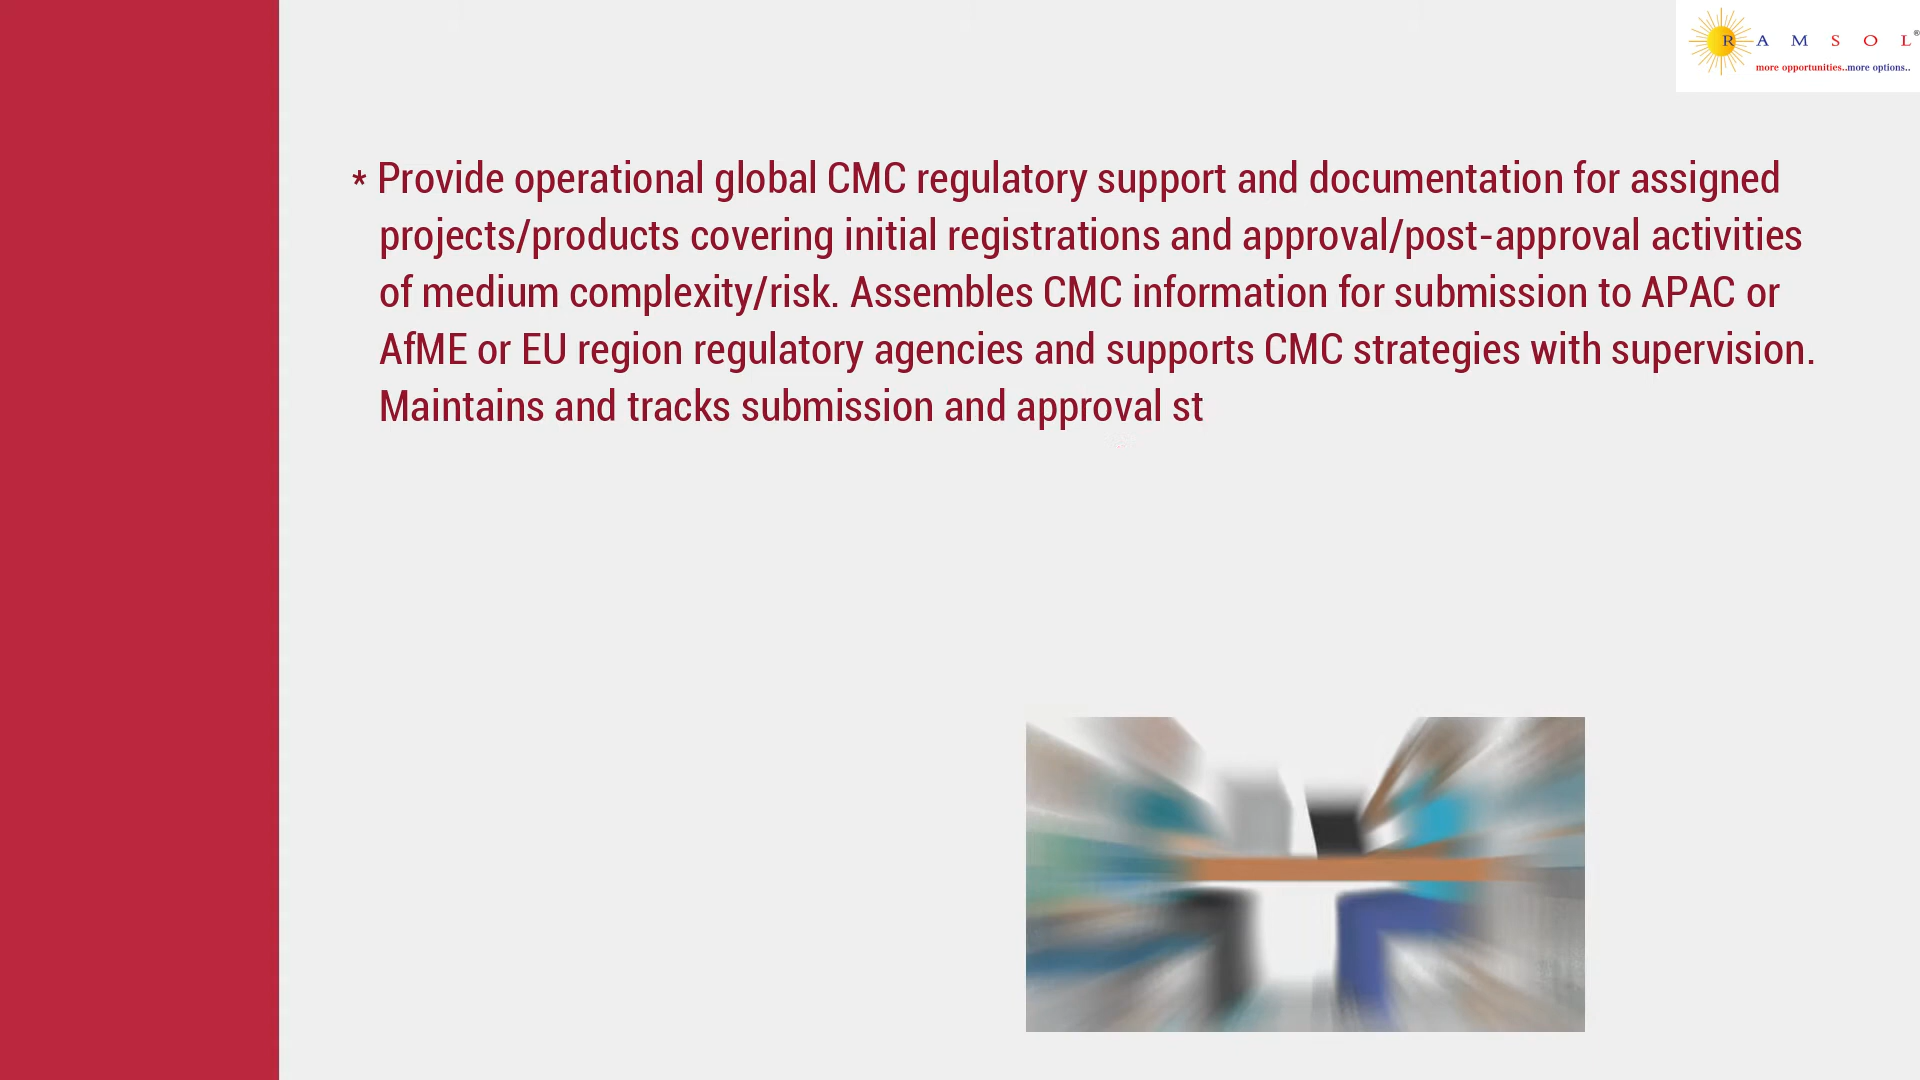 R A M S O L®
more opportunities..more options..
* Provide operational global CMC regulatory support and documentation for assigned
projects/products covering initial registrations and approval/post-approval activities
of medium complexity/risk. Assembles CMC information for submission to APAC or
AfME or EU region regulatory agencies and supports CMC strategies with supervision.
Maintains and tracks submission and approval st